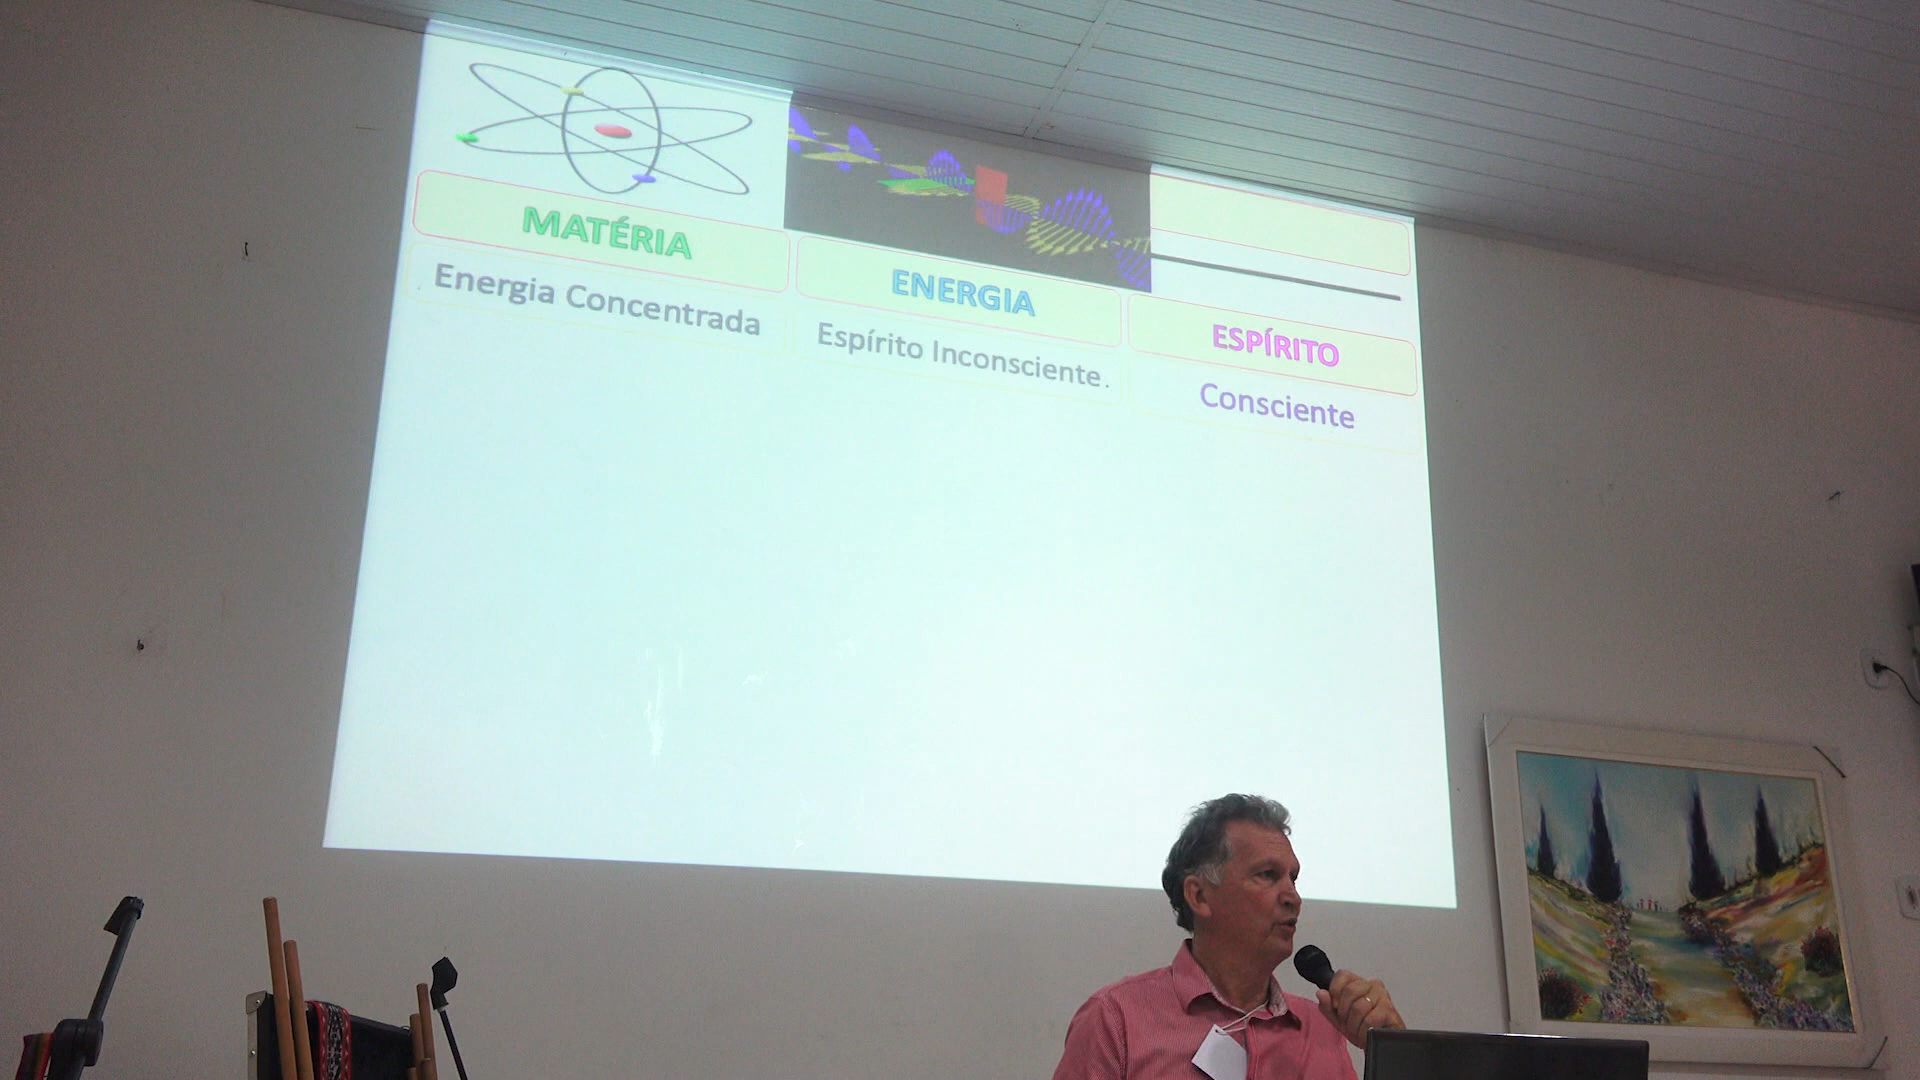 MATÉRIA
Energia Concentrada
ENERGIA
Espírito Inconsciente.
ESPÍRITO
Consciente